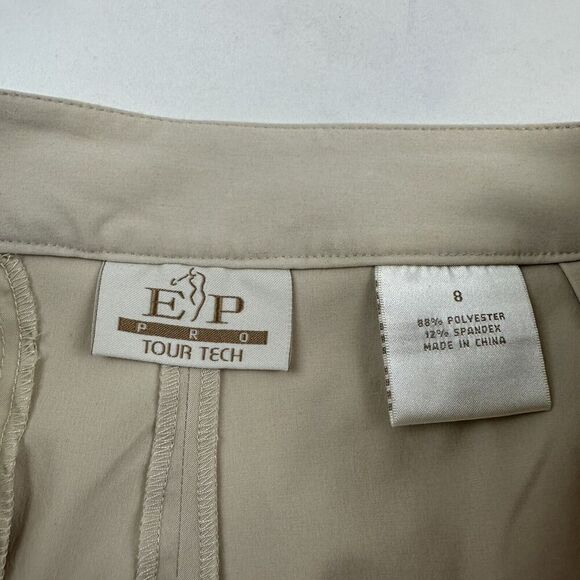 EP
PRO
TOUR TECH
8
88% POLYESTER
12% SPANDEX
MADE IN CHINA